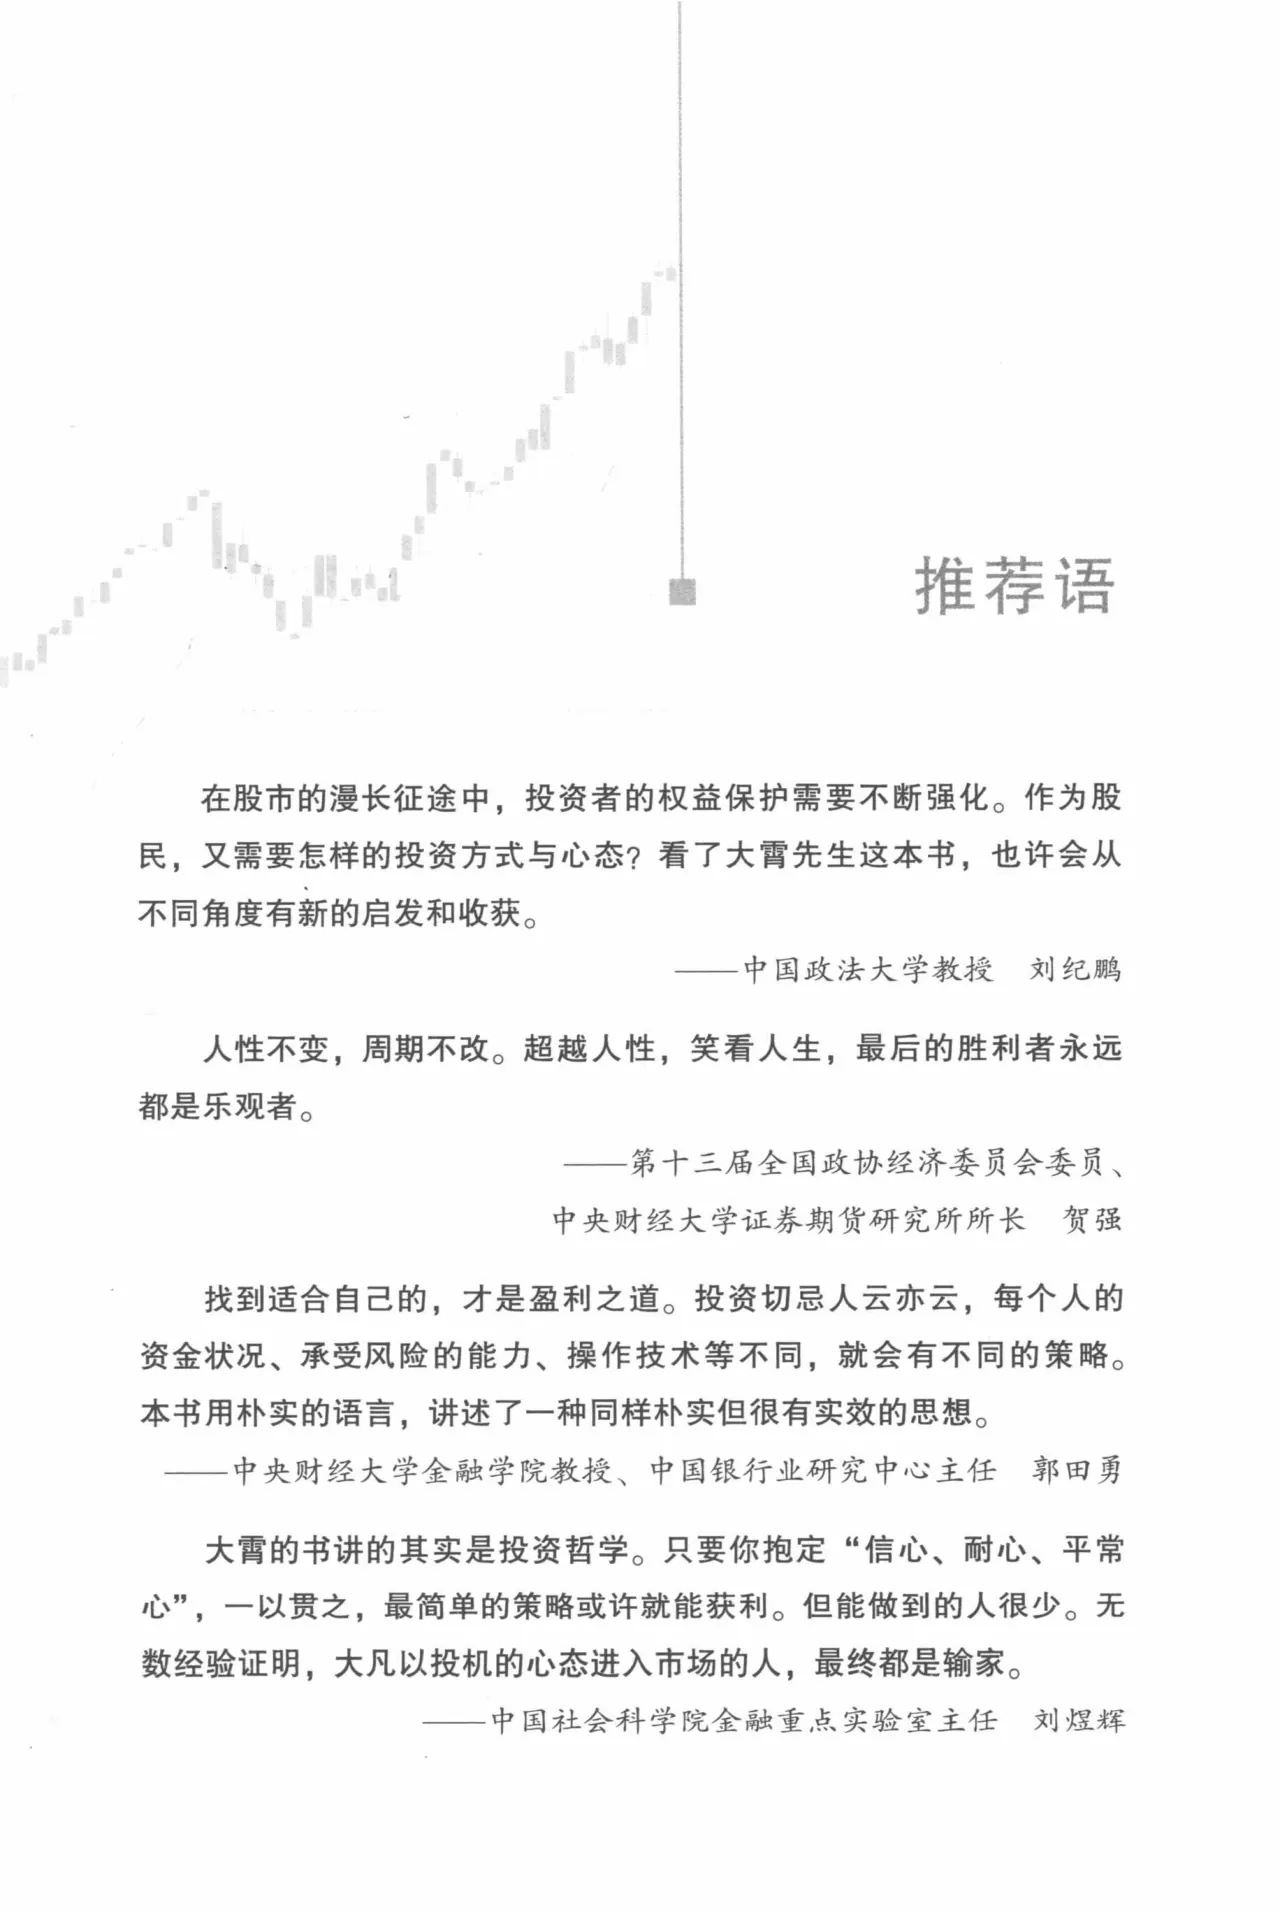 推荐语
在股市的漫长征途中，投资者的权益保护需要不断强化。作为股
民，又需要怎样的投资方式与心态？看了大霄先生这本书，也许会从
不同角度有新的启发和收获。
——中国政法大学教授　刘纪鹏
人性不变，周期不改。超越人性，笑看人生，最后的胜利者永远
都是乐观者。
——第十三届全国政协经济委员会委员、
中央财经大学证券期货研究所所长　贺强
找到适合自己的，才是盈利之道。投资切忌人云亦云，每个人的
资金状况、承受风险的能力、操作技术等不同，就会有不同的策略。
本书用朴实的语言，讲述了一种同样朴实但很有实效的思想。
——中央财经大学金融学院教授、中国银行业研究中心主任　郭田勇
大霄的书讲的其实是投资哲学。只要你抱定“信心、耐心、平常
心”，一以贯之，最简单的策略或许就能获利。但能做到的人很少。无
数经验证明，大凡以投机的心态进入市场的人，最终都是输家。
——中国社会科学院金融重点实验室主任　刘煜辉